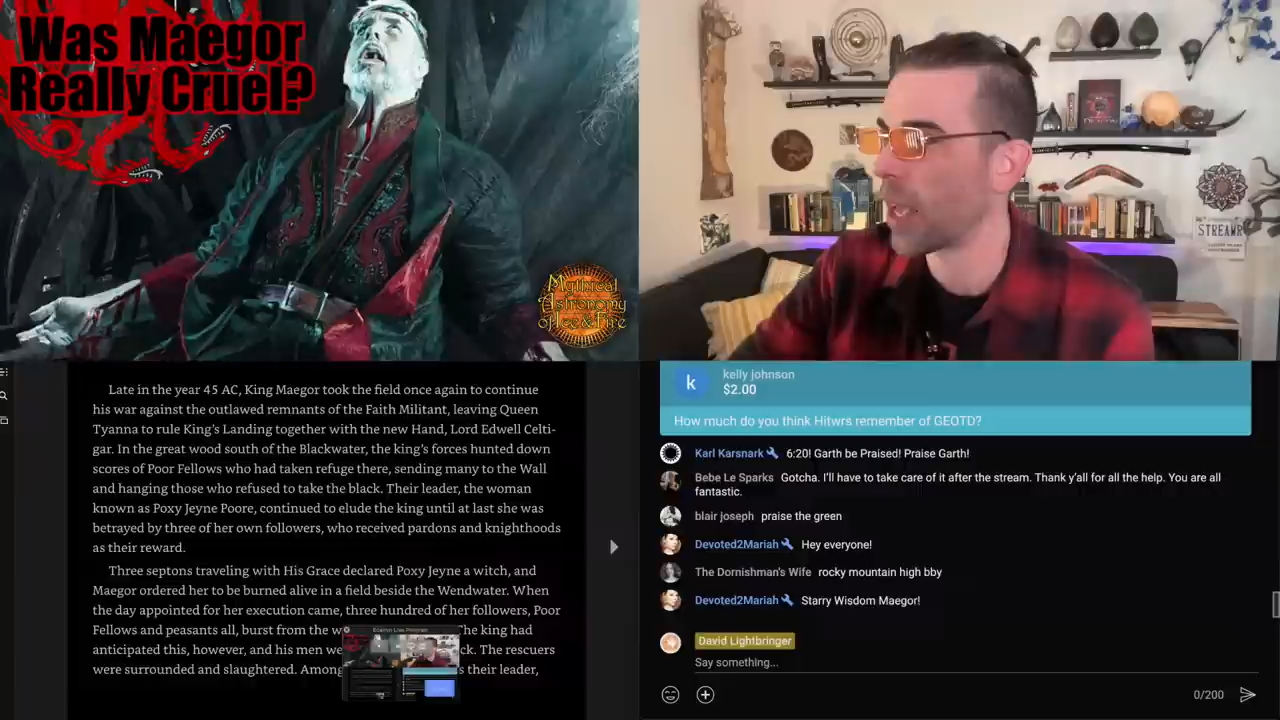 Was Maegor
Really Cruel?
Mythical
Astronomy
of Ice & Fire
STREAMR
Late in the year 45 AC, King Maegor took the field once again to continue
his war against the outlawed remnants of the Faith Militant, leaving Queen
Tyanna to rule King's Landing together with the new Hand, Lord Edwell Celti-
gar. In the great wood south of the Blackwater, the king's forces hunted down
scores of Poor Fellows who had taken refuge there, sending many to the Wall
and hanging those who refused to take the black. Their leader, the woman
known as Poxy Jeyne Poore, continued to elude the king until at last she was
betrayed by three of her own followers, who received pardons and knighthoods
as their reward.
Three septons traveling with His Grace declared Poxy Jeyne a witch, and
Maegor ordered her to be burned alive in a field beside the Wendwater. When
the day appointed for her execution came, three hundred of her followers, Poor
Fellows and peasants all, burst from the w he king had
anticipated this, however, and his men we ck. The rescuers
were surrounded and slaughtered. Among s their leader,
k
kelly johnson
$2.00
How much do you think Hitwrs remember of GEOTD?
Karl Karsnark 6:20! Garth be Praised! Praise Garth!
Bebe Le Sparks Gotcha. I'll have to take care of it after the stream. Thank y'all for all the help. You are all
fantastic.
blair joseph praise the green
Devoted2Mariah Hey everyone!
The Dornishman's Wife rocky mountain high bby
Devoted2Mariah Starry Wisdom Maegor!
David Lightbringer
Say something...
0/200